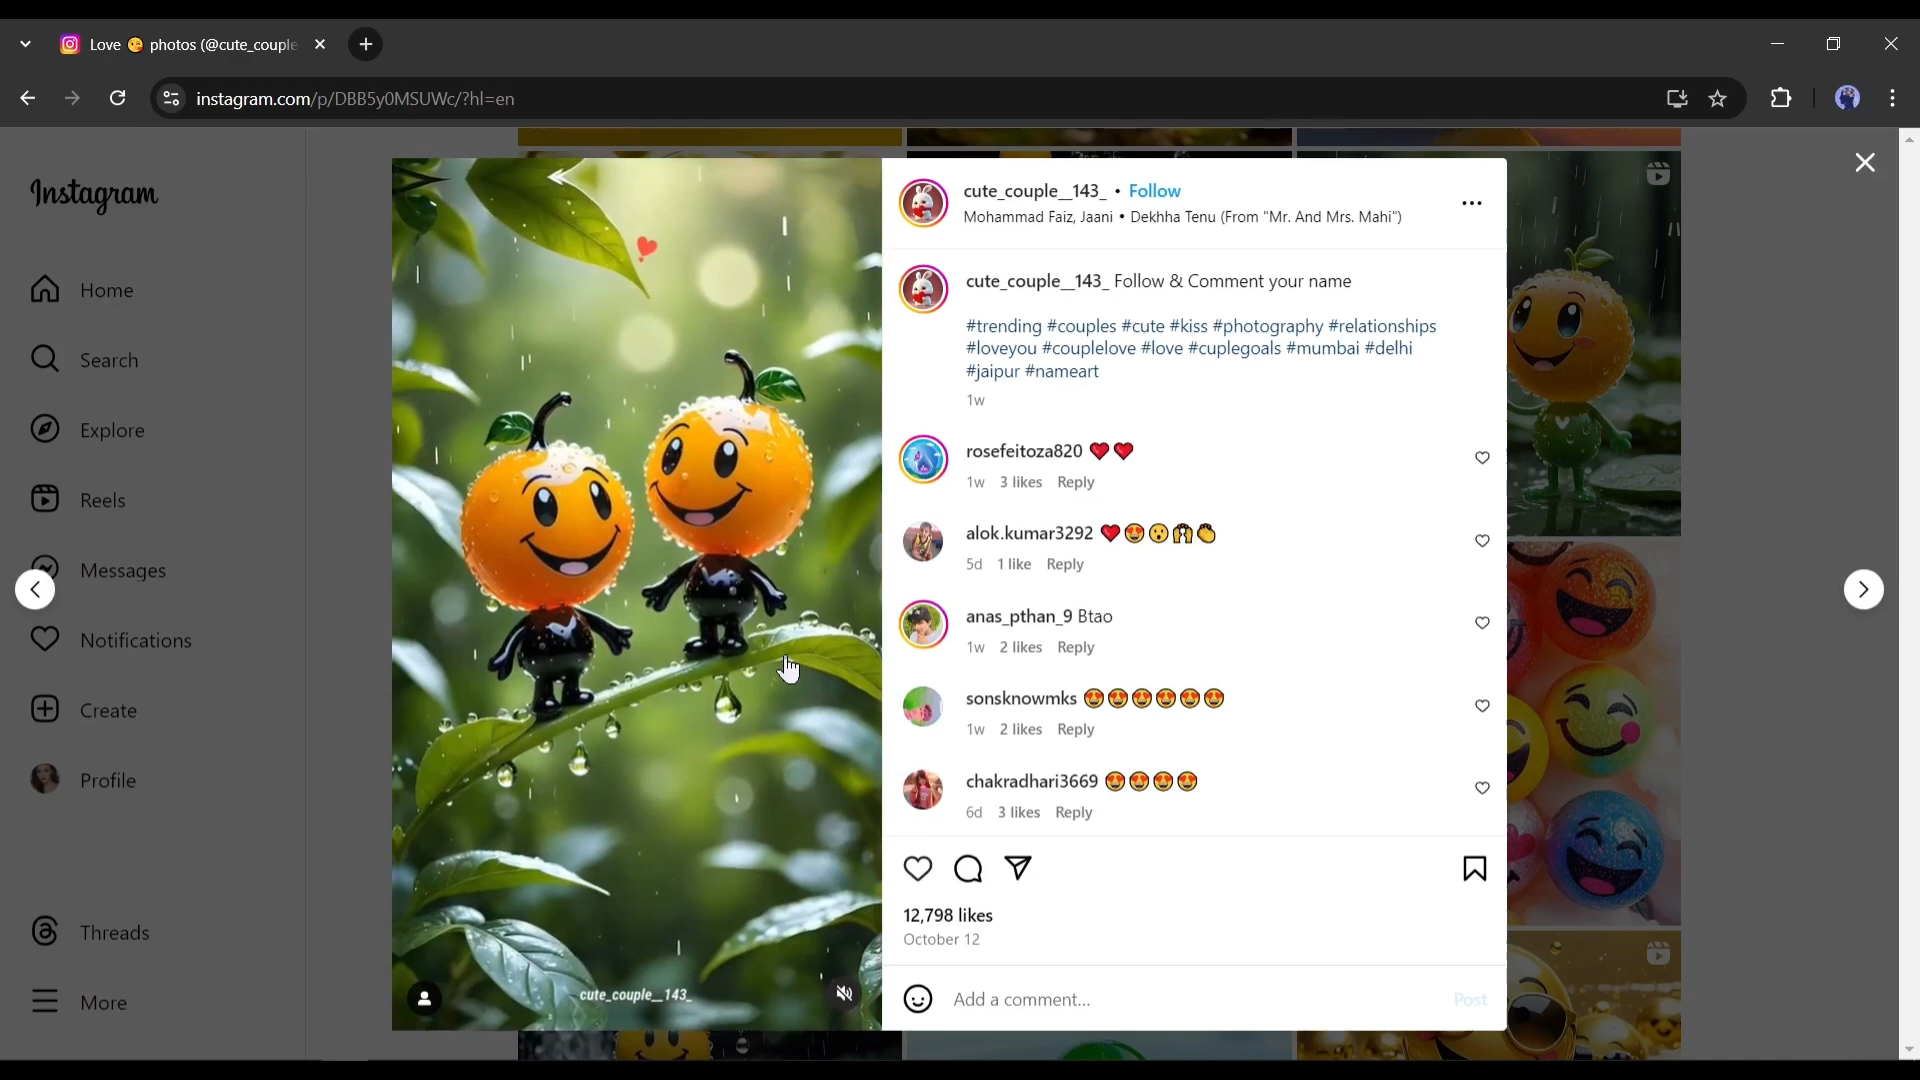 Love 😘 photos (@cute_couple
instagram.com/p/DBB5y0MSUWc/?hl=en
Instagram
Home
Search
Explore
Reels
Messages
Notifications
Create
Profile
Threads
More
cute_couple__143_
cute_couple__143_ • Follow
Mohammad Faiz, Jaani • Dekhha Tenu (From "Mr. And Mrs. Mahi")
cute_couple__143_ Follow & Comment your name
#trending #couples #cute #kiss #photography #relationships
#loveyou #couplelove #love #cuplegoals #mumbai #delhi
#jaipur #nameart
1w
rosefeitoza820 ❤️❤️
1w 3 likes Reply
alok.kumar3292 ❤️😍😮🙌👏
5d 1 like Reply
anas_pthan_9 Btao
1w 2 likes Reply
sonsknowmks 😍😍😍😍😍😍
1w 2 likes Reply
chakradhari3669 😍😍😍😍
6d 3 likes Reply
12,798 likes
October 12
Add a comment...
Post